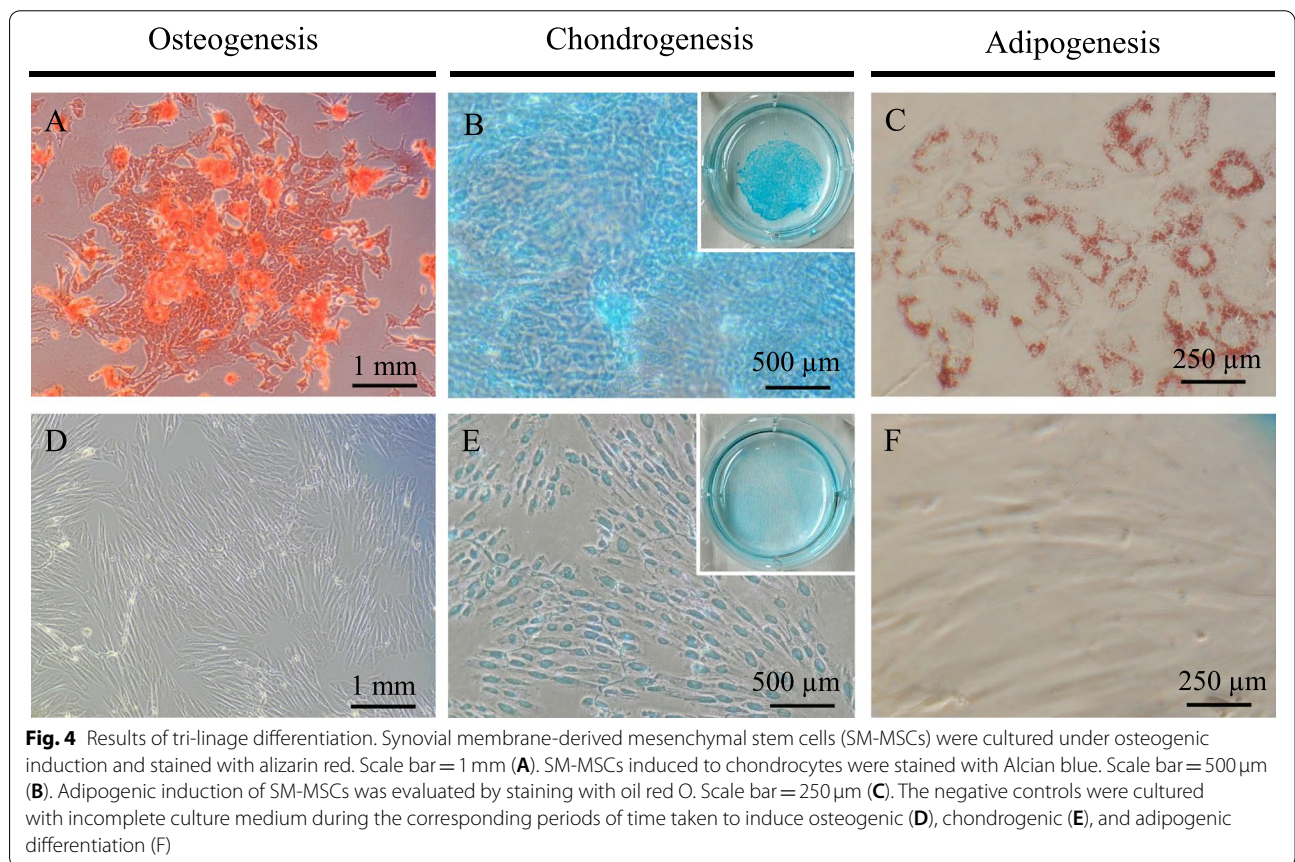 Osteogenesis Chondrogenesis Adipogenesis
A B C
1 mm 500 µm 250 µm
D E F
1 mm 500 µm 250 µm
Fig. 4 Results of tri-linage differentiation. Synovial membrane-derived mesenchymal stem cells (SM-MSCs) were cultured under osteogenic
induction and stained with alizarin red. Scale bar = 1 mm (A). SM-MSCs induced to chondrocytes were stained with Alcian blue. Scale bar = 500 µm
(B). Adipogenic induction of SM-MSCs was evaluated by staining with oil red O. Scale bar = 250 µm (C). The negative controls were cultured
with incomplete culture medium during the corresponding periods of time taken to induce osteogenic (D), chondrogenic (E), and adipogenic
differentiation (F)